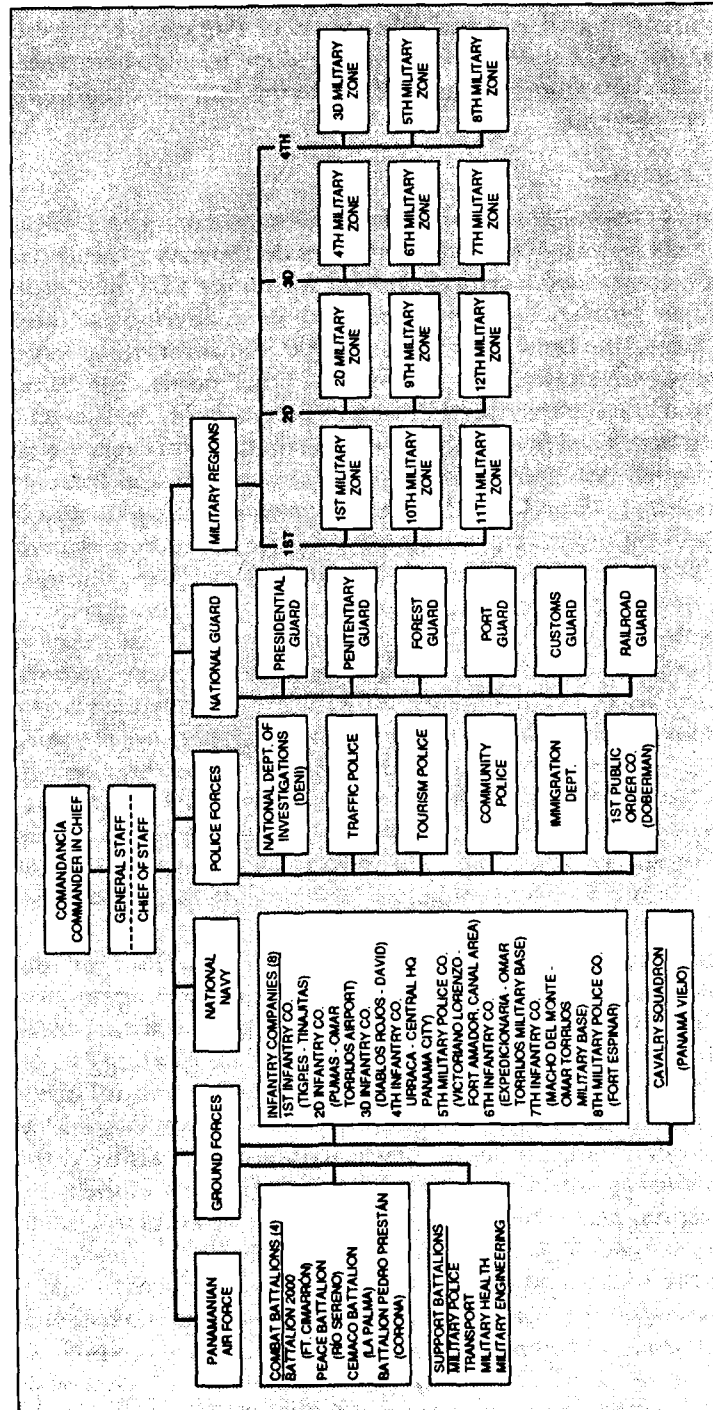 COMANDANCÍA
COMMANDER IN CHIEF
GENERAL STAFF
CHIEF OF STAFF
PANAMANIAN
AIR FORCE
GROUND FORCES
NATIONAL
NAVY
POLICE FORCES
NATIONAL GUARD
MILITARY REGIONS
COMBAT BATTALIONS (4)
BATTALION 2000
(FT. CIMARRÓN)
PEACE BATTALION
(RÍO SERENO)
CEMACO BATTALION
(LA PALMA)
BATTALION PEDRO PRESTÁN
(CORONA)
SUPPORT BATTALIONS
MILITARY POLICE
TRANSPORT
MILITARY HEALTH
MILITARY ENGINEERING
INFANTRY COMPANIES (8)
1ST INFANTRY CO.
(TIGRES - TINAJITAS)
2D INFANTRY CO.
(PUMAS - OMAR
TORRIJOS AIRPORT)
3D INFANTRY CO.
(DIABLOS ROJOS - DAVID)
4TH INFANTRY CO.
URRACA - CENTRAL HQ
PANAMA CITY)
5TH MILITARY POLICE CO.
(VICTORIANO LORENZO -
FORT AMADOR, CANAL AREA)
6TH INFANTRY CO.
(EXPEDICIONARIA - OMAR
TORRIJOS MILITARY BASE)
7TH INFANTRY CO.
(MACHO DEL MONTE -
OMAR TORRIJOS
MILITARY BASE)
8TH MILITARY POLICE CO.
(FORT ESPINAR)
CAVALRY SQUADRON
(PANAMÁ VIEJO)
NATIONAL DEPT. OF
INVESTIGATIONS
(DENI)
TRAFFIC POLICE
TOURISM POLICE
COMMUNITY
POLICE
IMMIGRATION
DEPT.
1ST PUBLIC
ORDER CO.
(DOBERMAN)
PRESIDENTIAL
GUARD
PENITENTIARY
GUARD
FOREST
GUARD
PORT
GUARD
CUSTOMS
GUARD
RAILROAD
GUARD
1ST
1ST MILITARY
ZONE
10TH MILITARY
ZONE
11TH MILITARY
ZONE
2D
2D MILITARY
ZONE
9TH MILITARY
ZONE
12TH MILITARY
ZONE
3D
4TH MILITARY
ZONE
6TH MILITARY
ZONE
7TH MILITARY
ZONE
4TH
3D MILITARY
ZONE
5TH MILITARY
ZONE
8TH MILITARY
ZONE